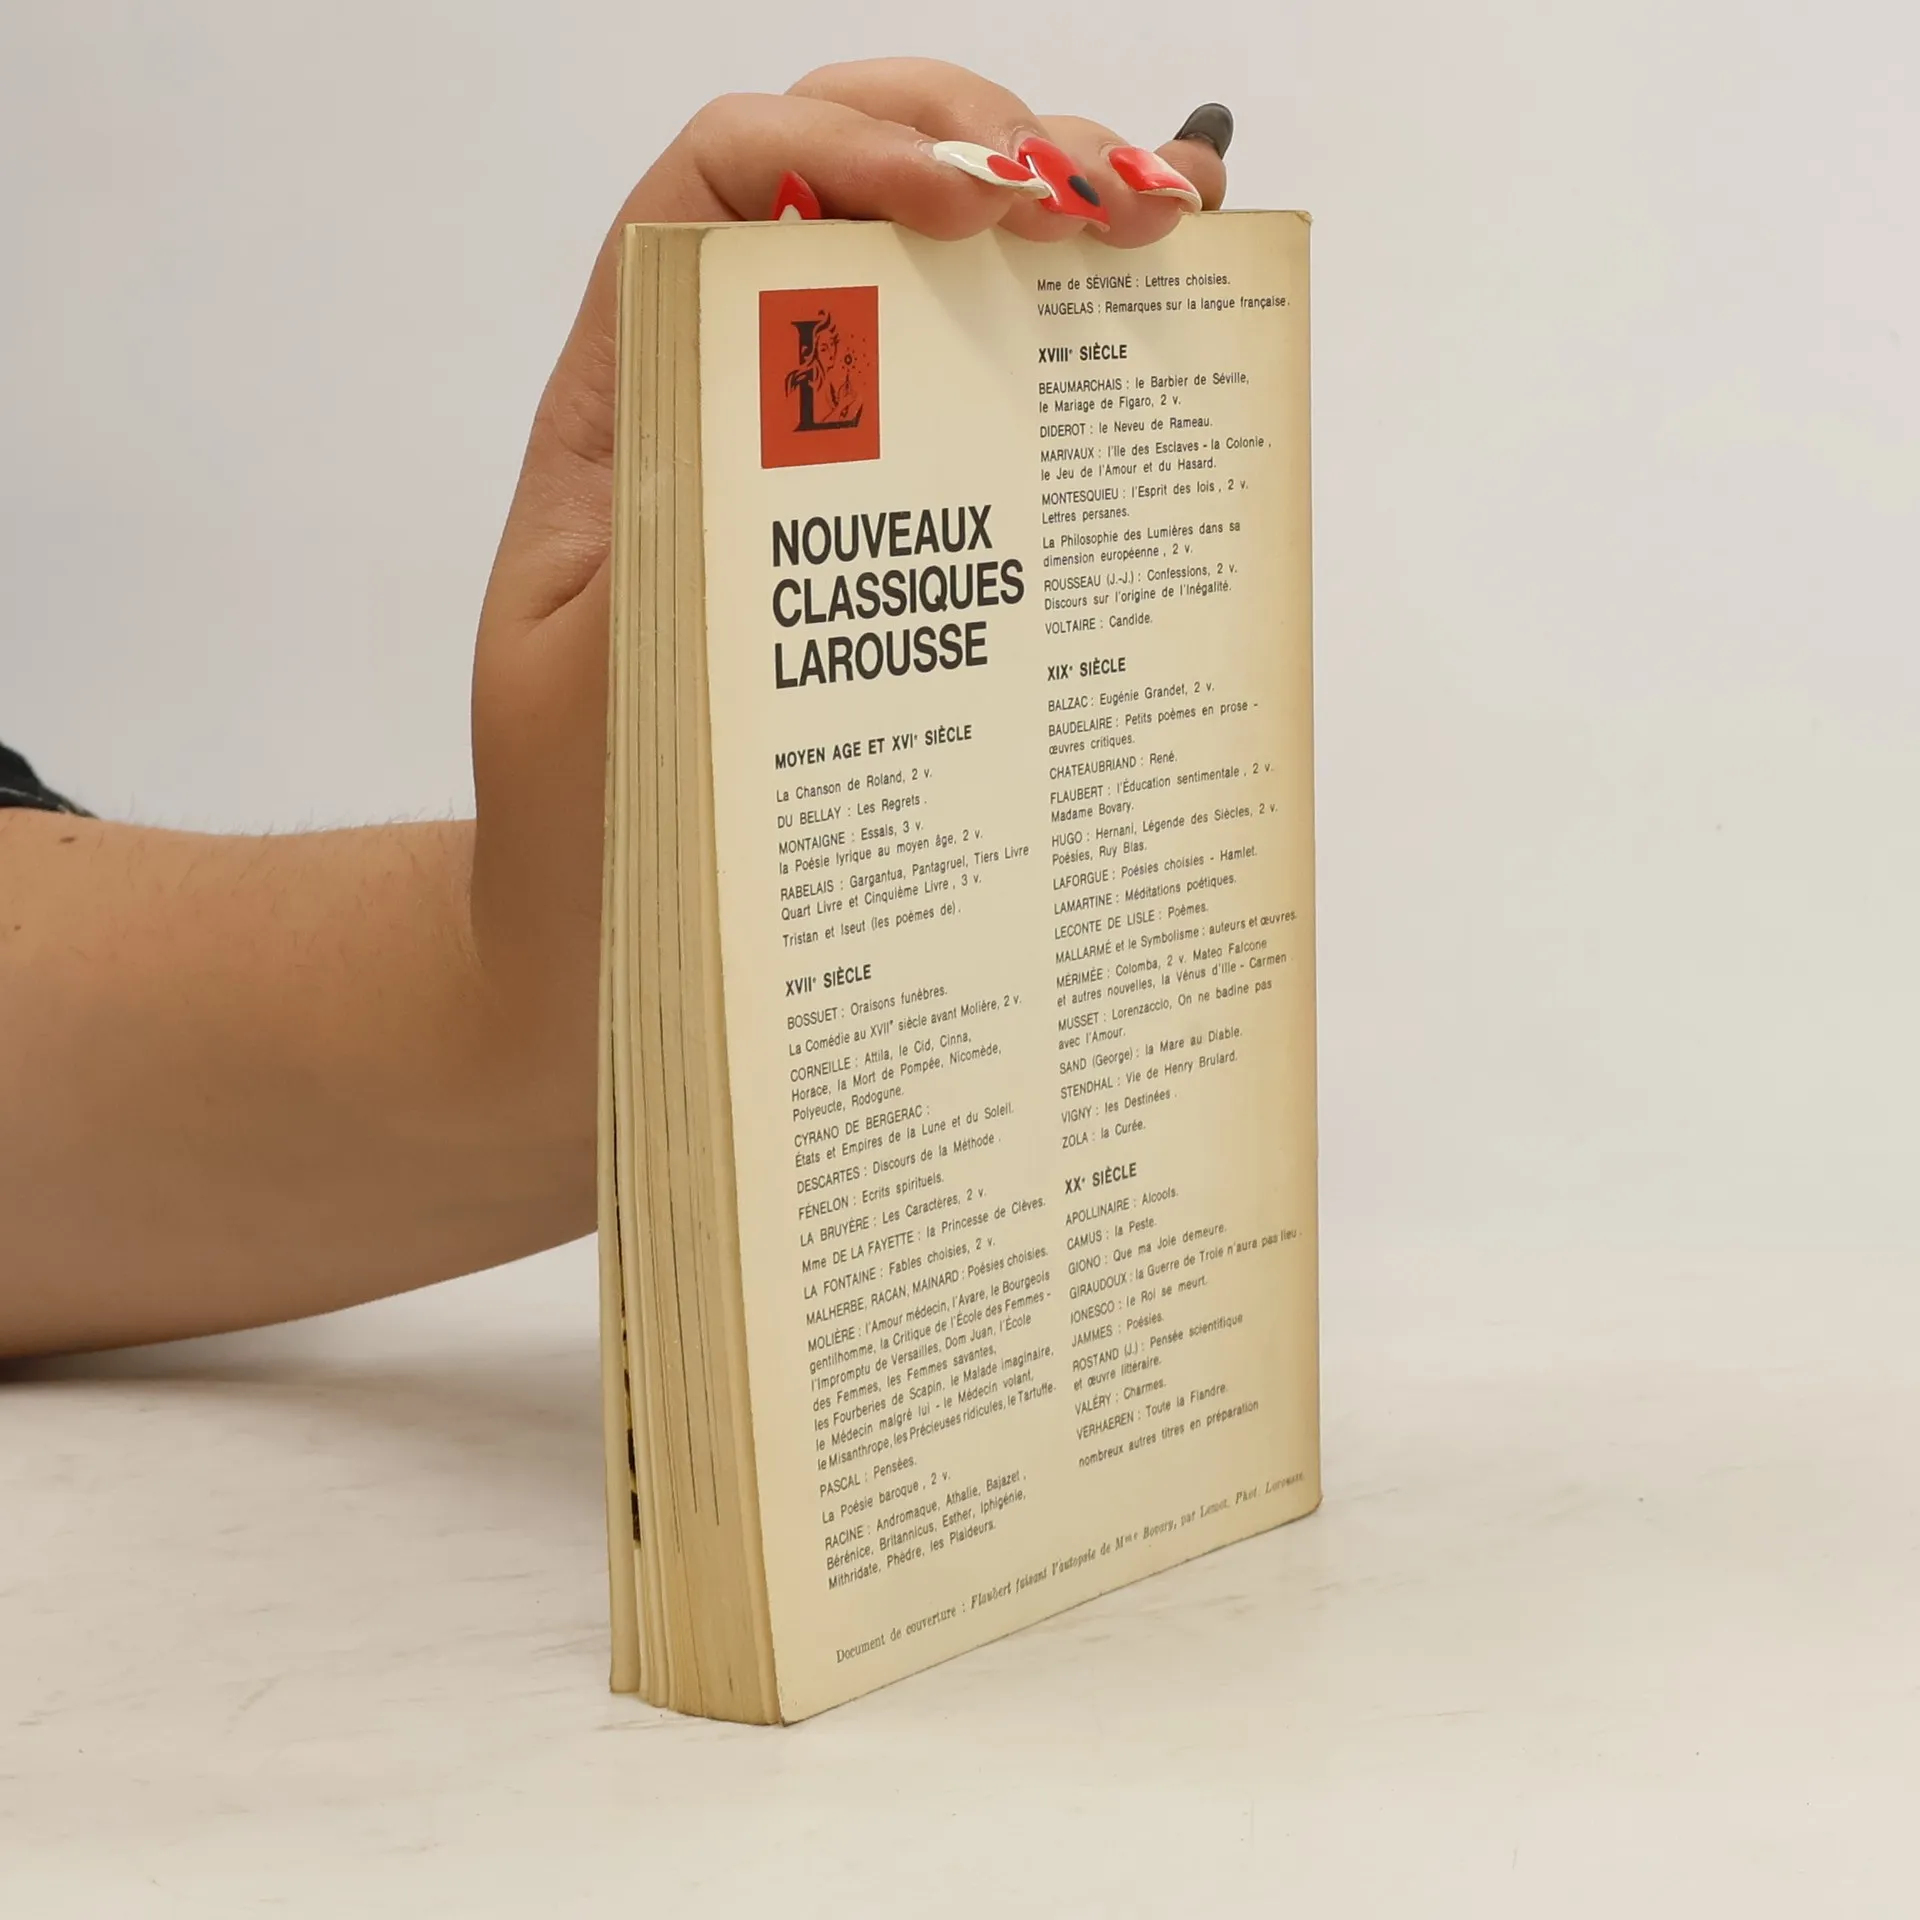 L
NOUVEAUX
CLASSIQUES
LAROUSSE
MOYEN AGE ET XVIe SIÈCLE
La Chanson de Roland, 2 v.
DU BELLAY : Les Regrets .
MONTAIGNE : Essais, 3 v.
la Poésie lyrique au moyen âge, 2 v.
RABELAIS : Gargantua, Pantagruel, Tiers Livre
Quart Livre et Cinquième Livre , 3 v.
Tristan et Iseut (les poèmes de).
XVIIe SIÈCLE
BOSSUET : Oraisons funèbres.
La Comédie au XVIIe siècle avant Molière, 2 v.
CORNEILLE : Attila, le Cid, Cinna,
Horace, la Mort de Pompée, Nicomède,
Polyeucte, Rodogune.
CYRANO DE BERGERAC :
États et Empires de la Lune et du Soleil.
DESCARTES : Discours de la Méthode .
FÉNELON : Ecrits spirituels.
LA BRUYÈRE : Les Caractères, 2 v.
Mme DE LA FAYETTE : la Princesse de Clèves.
LA FONTAINE : Fables choisies, 2 v.
MALHERBE, RACAN, MAINARD : Poésies choisies.
MOLIÈRE : l'Amour médecin, l'Avare, le Bourgeois
gentilhomme, la Critique de l'École des Femmes -
l'Impromptu de Versailles, Dom Juan, l'École
des Femmes, les Femmes savantes,
les Fourberies de Scapin, le Malade imaginaire,
le Médecin malgré lui - le Médecin volant,
le Misanthrope, les Précieuses ridicules, le Tartuffe.
PASCAL : Pensées.
La Poésie baroque , 2 v.
RACINE : Andromaque, Athalie, Bajazet ,
Bérénice, Britannicus, Esther, Iphigénie,
Mithridate, Phèdre, les Plaideurs.
Mme de SÉVIGNÉ : Lettres choisies.
VAUGELAS : Remarques sur la langue française.
XVIIIe SIÈCLE
BEAUMARCHAIS : le Barbier de Séville,
le Mariage de Figaro, 2 v.
DIDEROT : le Neveu de Rameau.
MARIVAUX : l'Ile des Esclaves - la Colonie ,
le Jeu de l'Amour et du Hasard.
MONTESQUIEU : l'Esprit des lois , 2 v.
Lettres persanes.
La Philosophie des Lumières dans sa
dimension européenne , 2 v.
ROUSSEAU (J.-J.) : Confessions, 2 v.
Discours sur l'origine de l'Inégalité.
VOLTAIRE : Candide.
XIXe SIÈCLE
BALZAC : Eugénie Grandet, 2 v.
BAUDELAIRE : Petits poèmes en prose -
œuvres critiques.
CHATEAUBRIAND : René.
FLAUBERT : l'Éducation sentimentale , 2 v.
Madame Bovary.
HUGO : Hernani, Légende des Siècles, 2 v.
Poésies, Ruy Blas.
LAFORGUE : Poésies choisies - Hamlet.
LAMARTINE : Méditations poétiques.
LECONTE DE LISLE : Poèmes.
MALLARMÉ et le Symbolisme : auteurs et œuvres.
MÉRIMÉE : Colomba, 2 v. Mateo Falcone
et autres nouvelles, la Vénus d'Ille - Carmen .
MUSSET : Lorenzaccio, On ne badine pas
avec l'Amour.
SAND (George) : la Mare au Diable.
STENDHAL : Vie de Henry Brulard.
VIGNY : les Destinées .
ZOLA : la Curée.
XXe SIÈCLE
APOLLINAIRE : Alcools.
CAMUS : la Peste.
GIONO : Que ma Joie demeure.
GIRAUDOUX : la Guerre de Troie n'aura pas lieu .
IONESCO : le Roi se meurt.
JAMMES : Poésies.
ROSTAND (J.) : Pensée scientifique
et œuvre littéraire.
VALÉRY : Charmes.
VERHAEREN : Toute la Flandre.
nombreux autres titres en préparation
Document de couverture : Flaubert faisant l'autopsie de Mme Bovary, par Lemot. Phot. Larousse.